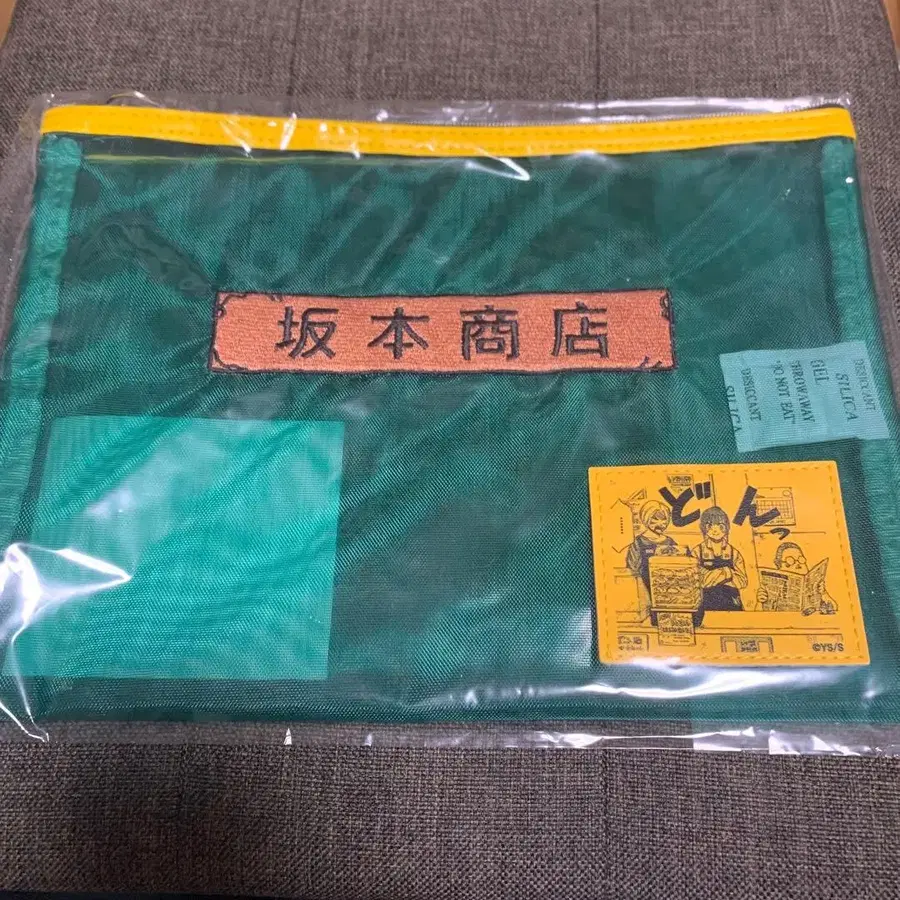 坂本商店
DESICCANT
SILICA
GEL
THROW AWAY
DO NOT EAT
DESICCANT
SILICA
どんっ
©YS/S